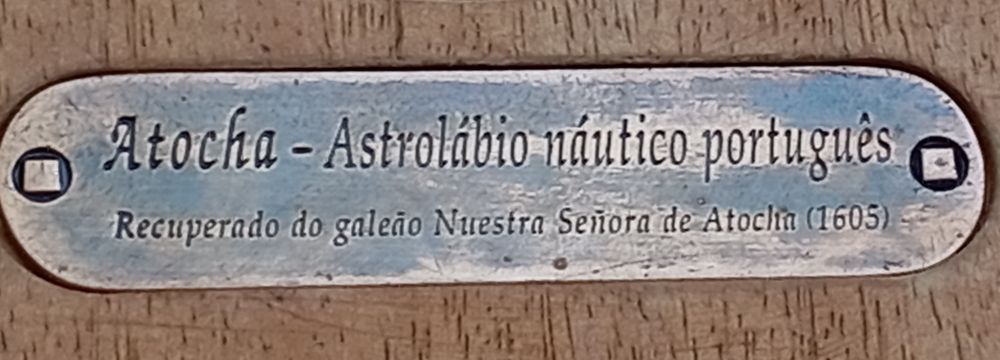 Atocha - Astrolábio náutico português
Recuperado do galeão Nuestra Señora de Atocha (1605)